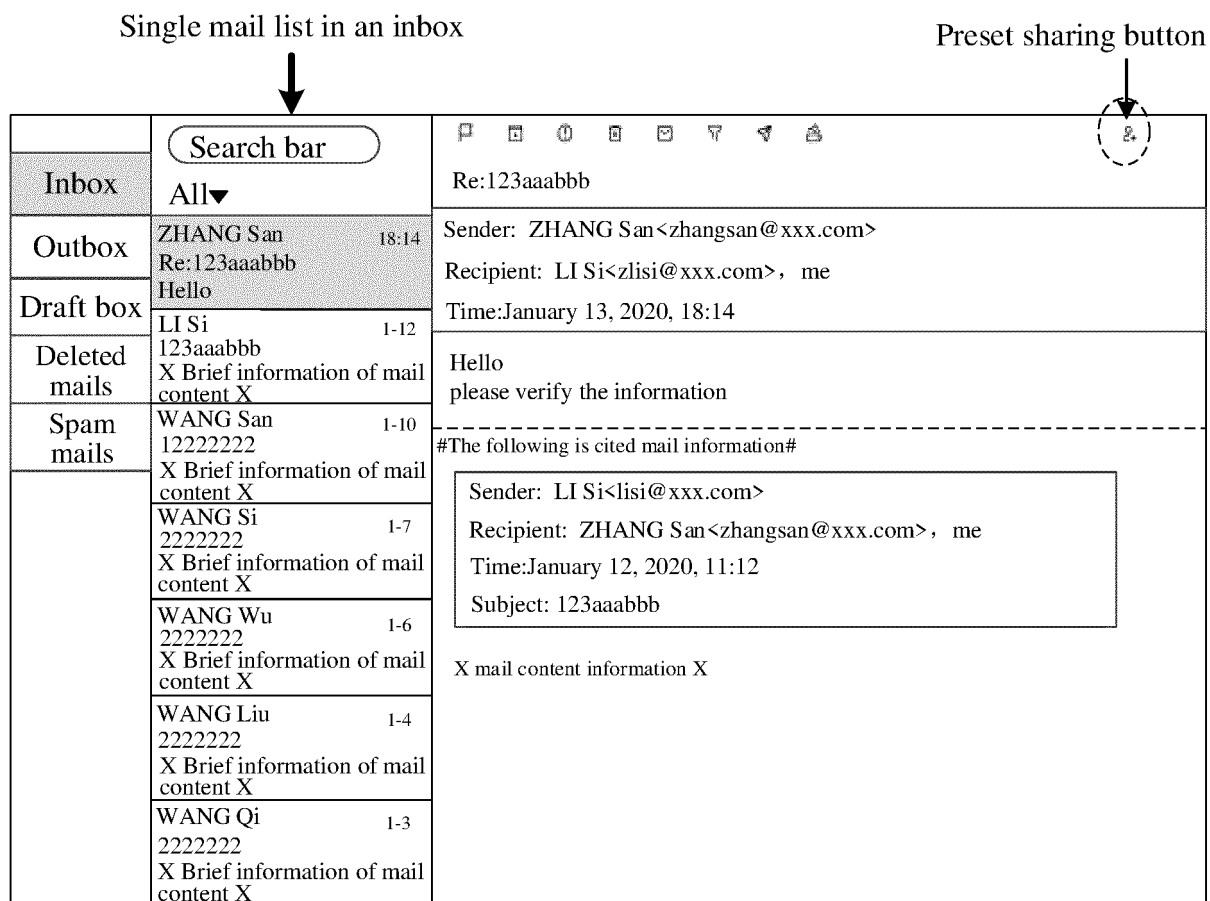 Single mail list in an inbox
Preset sharing button
Inbox
Outbox
Draft box
Deleted
mails
Spam
mails
Search bar
All
ZHANG San 18:14
Re:123aaabbb
Hello
LI Si 1-12
123aaabbb
X Brief information of mail
content X
WANG San 1-10
12222222
X Brief information of mail
content X
WANG Si 1-7
2222222
X Brief information of mail
content X
WANG Wu 1-6
2222222
X Brief information of mail
content X
WANG Liu 1-4
2222222
X Brief information of mail
content X
WANG Qi 1-3
2222222
X Brief information of mail
content X
Re:123aaabbb
Sender: ZHANG San<zhangsan@xxx.com>
Recipient: LI Si<zlisi@xxx.com>，me
Time:January 13, 2020, 18:14
Hello
please verify the information
#The following is cited mail information#
Sender: LI Si<lisi@xxx.com>
Recipient: ZHANG San<zhangsan@xxx.com>，me
Time:January 12, 2020, 11:12
Subject: 123aaabbb
X mail content information X